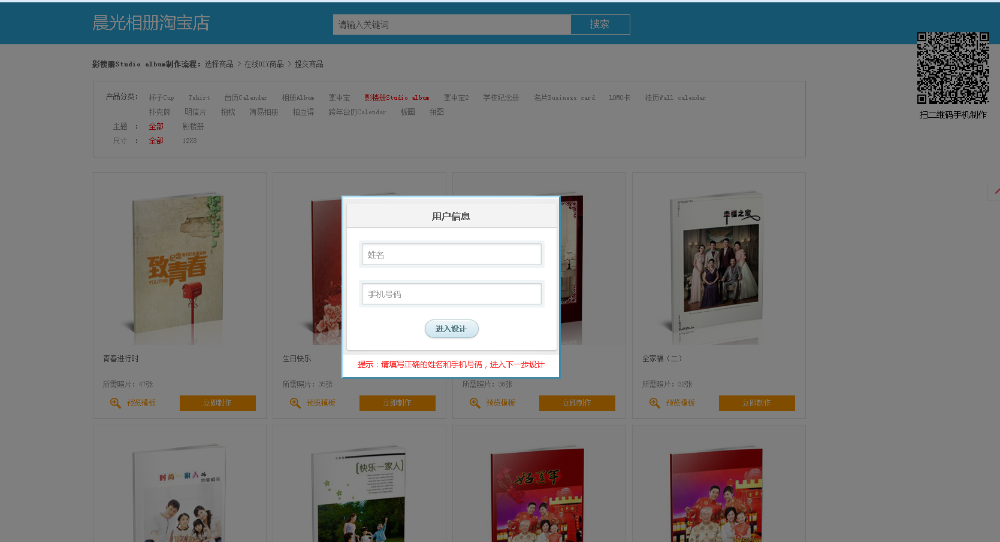 晨光相册淘宝店
请输入关键词
搜索
扫二维码手机制作
影楼册Studio album制作流程：选择商品 > 在线DIY商品 > 提交商品
产品分类： 杯子Cup Tshirt 台历Calendar 相册Album 掌中宝 影楼册Studio album 掌中宝2 学校纪念册 名片Business card LOMO卡 挂历Wall calendar
扑克牌 明信片 抱枕 简易相册 拍立得 跨年台历Calendar 板画 拼图
主题 ： 全部 影楼册
尺寸 ： 全部 12X8
纪念
致青春
YOUTHS
幸福之家
用户信息
姓名
手机号码
进入设计
提示：请填写正确的姓名和手机号码，进入下一步设计
青春进行时
生日快乐
全家福（二）
所需照片：47张
所需照片：35张
所需照片：36张
所需照片：32张
预览模板 立即制作
预览模板 立即制作
预览模板 立即制作
预览模板 立即制作
时尚一家人的
甜蜜瞬间
快乐一家人